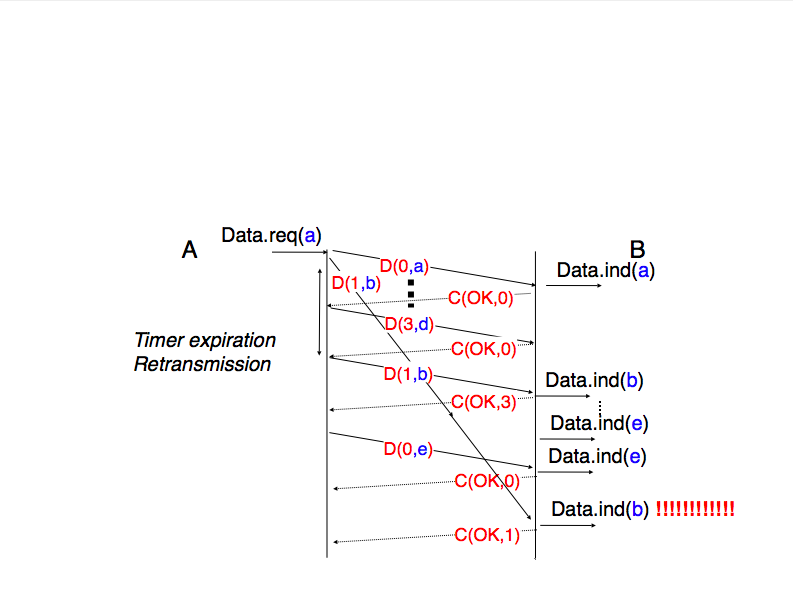 Data.req(a)
A
B
D(0,a)
Data.ind(a)
D(1,b)
C(OK,0)
D(3,d)
Timer expiration
Retransmission
C(OK,0)
D(1,b)
Data.ind(b)
C(OK,3)
Data.ind(e)
D(0,e)
Data.ind(e)
C(OK,0)
Data.ind(b) !!!!!!!!!!!!
C(OK,1)